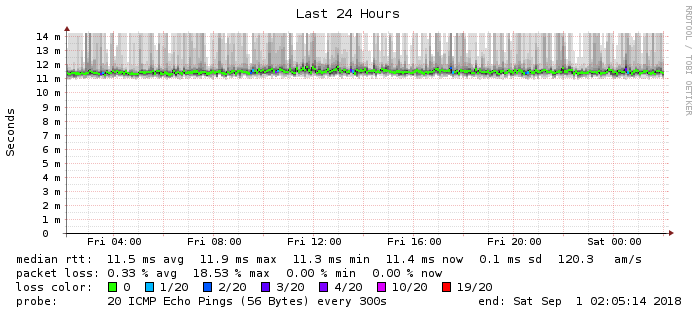 Last 24 Hours
RRDTOOL / TOBI OETIKER
Seconds
14 m
13 m
12 m
11 m
10 m
9 m
8 m
7 m
6 m
5 m
4 m
3 m
2 m
1 m
0
Fri 04:00 Fri 08:00 Fri 12:00 Fri 16:00 Fri 20:00 Sat 00:00
median rtt: 11.5 ms avg 11.9 ms max 11.3 ms min 11.4 ms now 0.1 ms sd 120.3 am/s
packet loss: 0.33 % avg 18.53 % max 0.00 % min 0.00 % now
loss color: 0 1/20 2/20 3/20 4/20 10/20 19/20
probe: 20 ICMP Echo Pings (56 Bytes) every 300s end: Sat Sep 1 02:05:14 2018